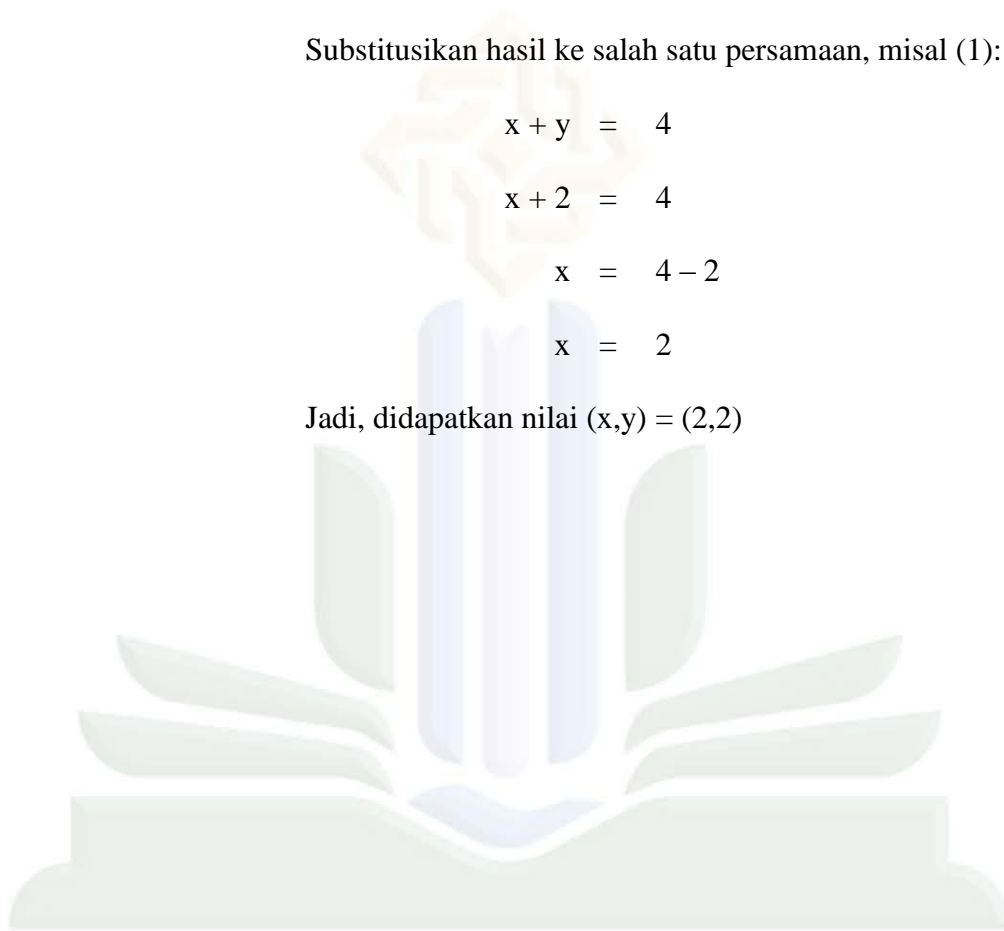 Substitusikan hasil ke salah satu persamaan, misal (1):
x + y = 4
x + 2 = 4
x = 4 – 2
x = 2
Jadi, didapatkan nilai (x,y) = (2,2)